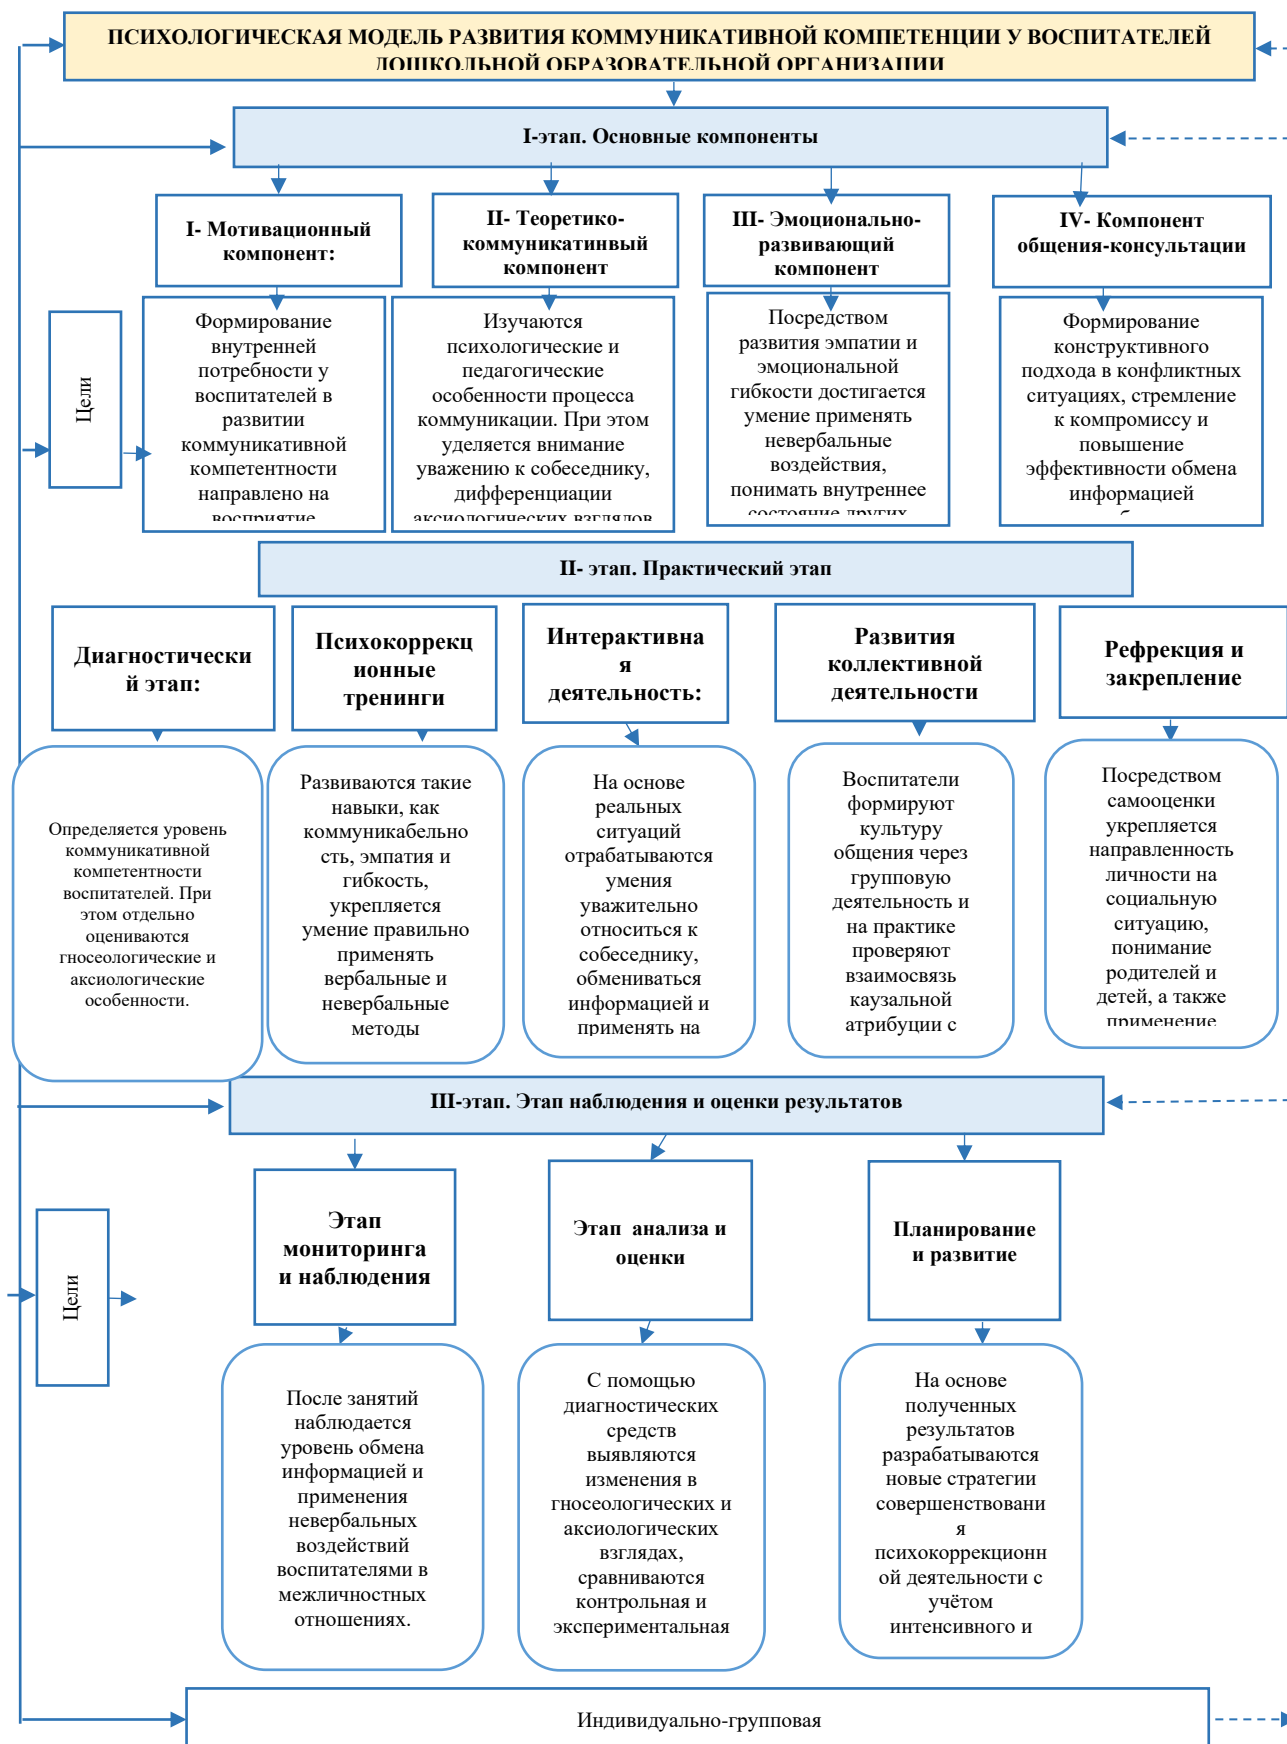 ПСИХОЛОГИЧЕСКАЯ МОДЕЛЬ РАЗВИТИЯ КОММУНИКАТИВНОЙ КОМПЕТЕНЦИИ У ВОСПИТАТЕЛЕЙ
ДОШКОЛЬНОЙ ОБРАЗОВАТЕЛЬНОЙ ОРГАНИЗАЦИИ
I-этап. Основные компоненты
I- Мотивационный
компонент:
II- Теоретико-
коммуникатинвый
компонент
III- Эмоционально-
развивающий
компонент
IV- Компонент
общения-консультации
Цели
Формирование
внутренней
потребности у
воспитателей в
развитии
коммуникативной
компетентности
направлено на
восприятие
Изучаются
психологические и
педагогические
особенности процесса
коммуникации. При этом
уделяется внимание
уважению к собеседнику,
дифференциации
аксиологических взглядов
Посредством
развития эмпатии и
эмоциональной
гибкости достигается
умение применять
невербальные
воздействия,
понимать внутреннее
состояние других
Формирование
конструктивного
подхода в конфликтных
ситуациях, стремление
к компромиссу и
повышение
эффективности обмена
информацией
II- этап. Практический этап
Диагностически
й этап:
Психокоррекц
ионные
тренинги
Интерактивна
я
деятельность:
Развития
коллективной
деятельности
Рефрекция и
закрепление
Определяется уровень
коммуникативной
компетентности
воспитателей. При
этом отдельно
оцениваются
гносеологические и
аксиологические
особенности.
Развиваются такие
навыки, как
коммуникабельно
сть, эмпатия и
гибкость,
укрепляется
умение правильно
применять
вербальные и
невербальные
методы
На основе
реальных
ситуаций
отрабатываются
умения
уважительно
относиться к
собеседнику,
обмениваться
информацией и
применять на
Воспитатели
формируют
культуру
общения через
групповую
деятельность и
на практике
проверяют
взаимосвязь
каузальной
атрибуции с
Посредством
самооценки
укрепляется
направленность
личности на
социальную
ситуацию,
понимание
родителей и
детей, а также
применение
III-этап. Этап наблюдения и оценки результатов
Этап
мониторинга
и наблюдения
Этап анализа и
оценки
Планирование
и развитие
Цели
После занятий
наблюдается
уровень обмена
информацией и
применения
невербальных
воздействий
воспитателями в
межличностных
отношениях.
С помощью
диагностических
средств
выявляются
изменения в
гносеологических и
аксиологических
взглядах,
сравниваются
контрольная и
экспериментальная
На основе
полученных
результатов
разрабатываются
новые стратегии
совершенствовани
я
психокоррекционн
ой деятельности с
учётом
интенсивного и
Индивидуально-групповая